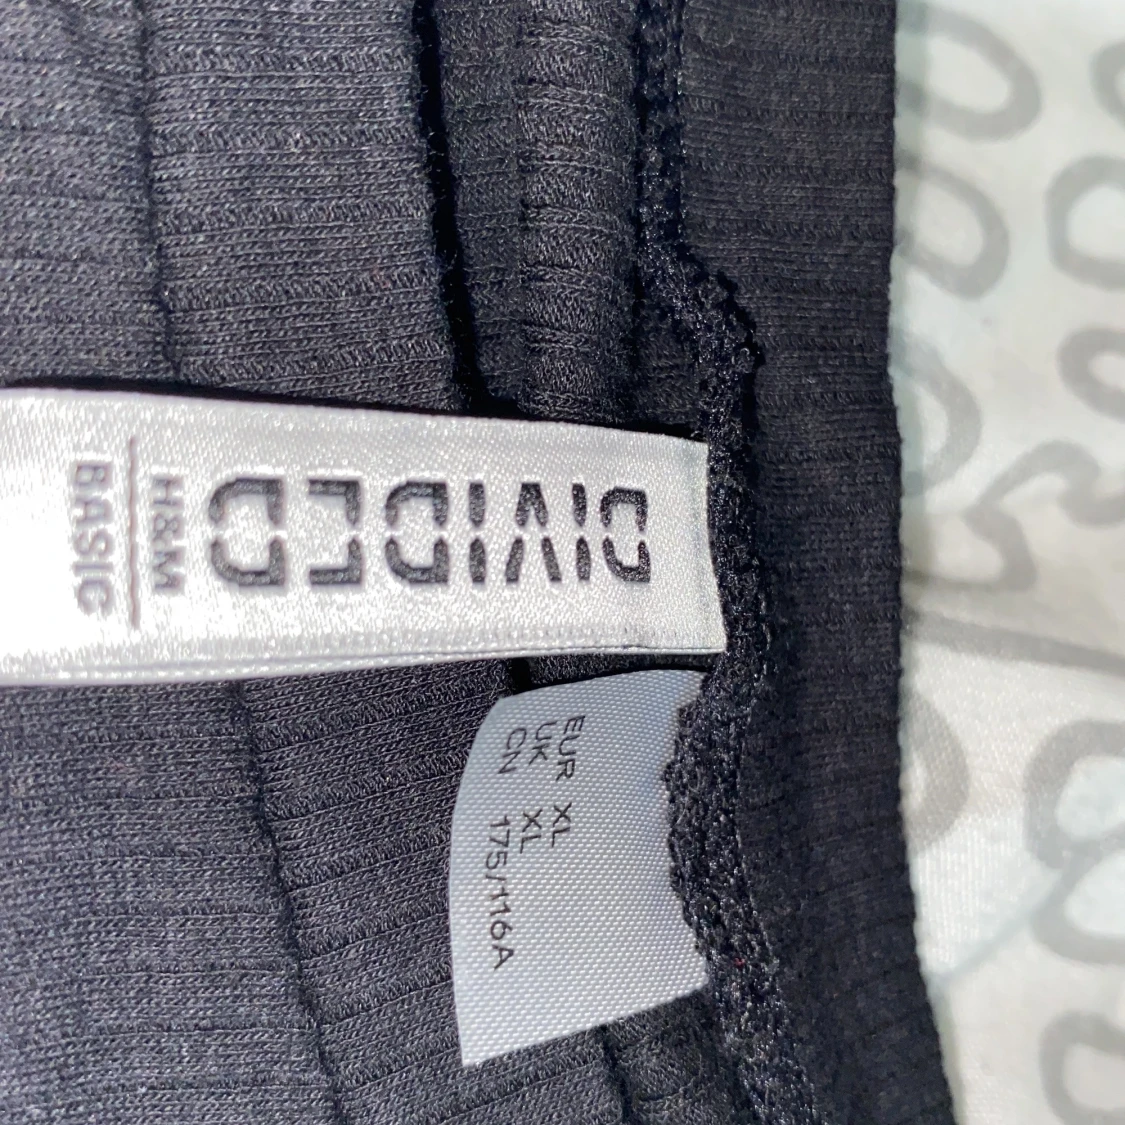 DIVIDED
H&M
BASIC
EUR XL
UK XL
CN 175/116A